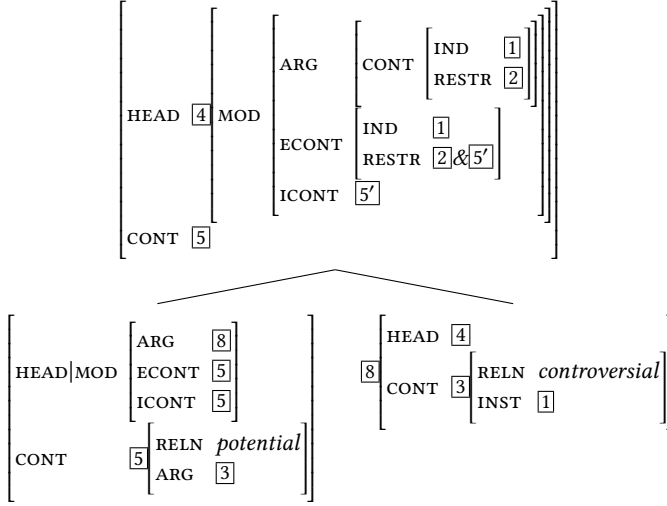 ARG CONT IND 1
RESTR 2
HEAD 4 MOD
ECONT IND 1
RESTR 2&5′
ICONT 5′
CONT 5
HEAD|MOD ARG 8
ECONT 5
ICONT 5
CONT 5 RELN potential
ARG 3
8 HEAD 4
CONT 3 RELN controversial
INST 1